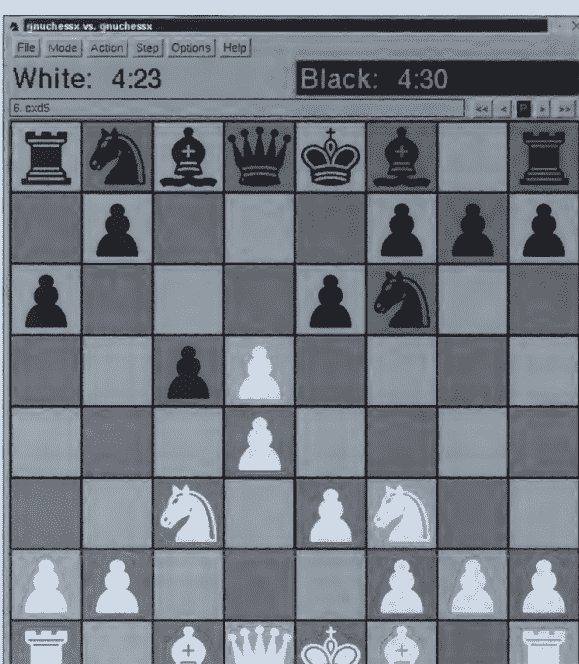 gnuchessx vs. gnuchessx
File Mode Action Step Options Help
White: 4:23 Black: 4:30
6. cxd5 << < P > >>